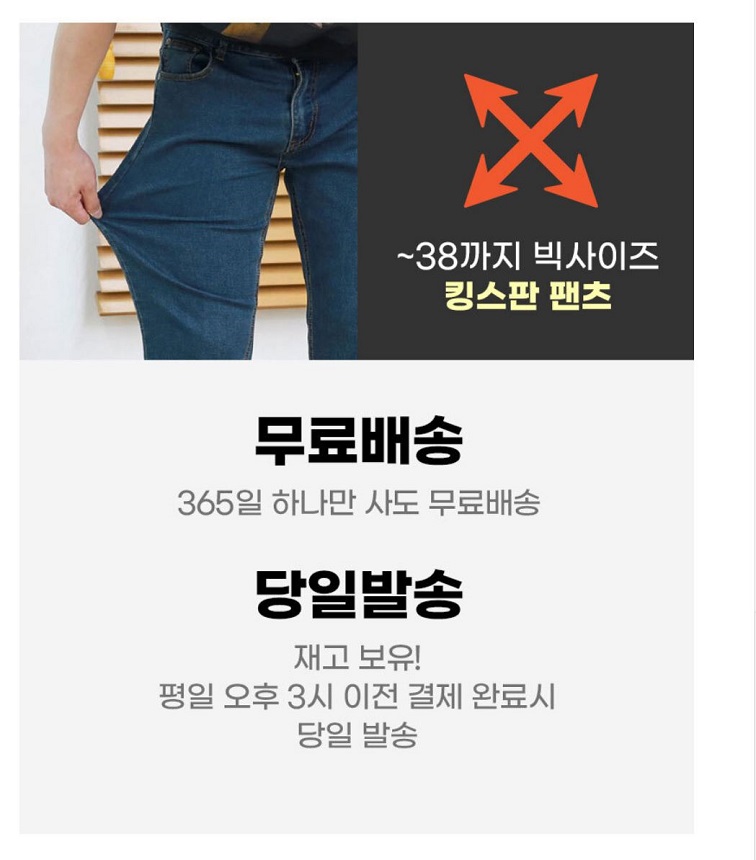 ~38까지 빅사이즈
킹스판 팬츠
무료배송
365일 하나만 사도 무료배송
당일발송
재고 보유!
평일 오후 3시 이전 결제 완료시
당일 발송